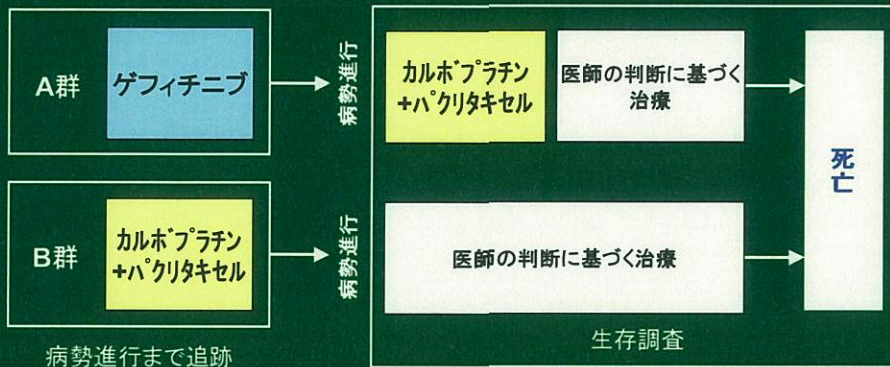 A群
ゲフィチニブ
病勢進行
カルボプラチン
+パクリタキセル
医師の判断に基づく
治療
死亡
B群
カルボプラチン
+パクリタキセル
病勢進行
医師の判断に基づく治療
病勢進行まで追跡
生存調査